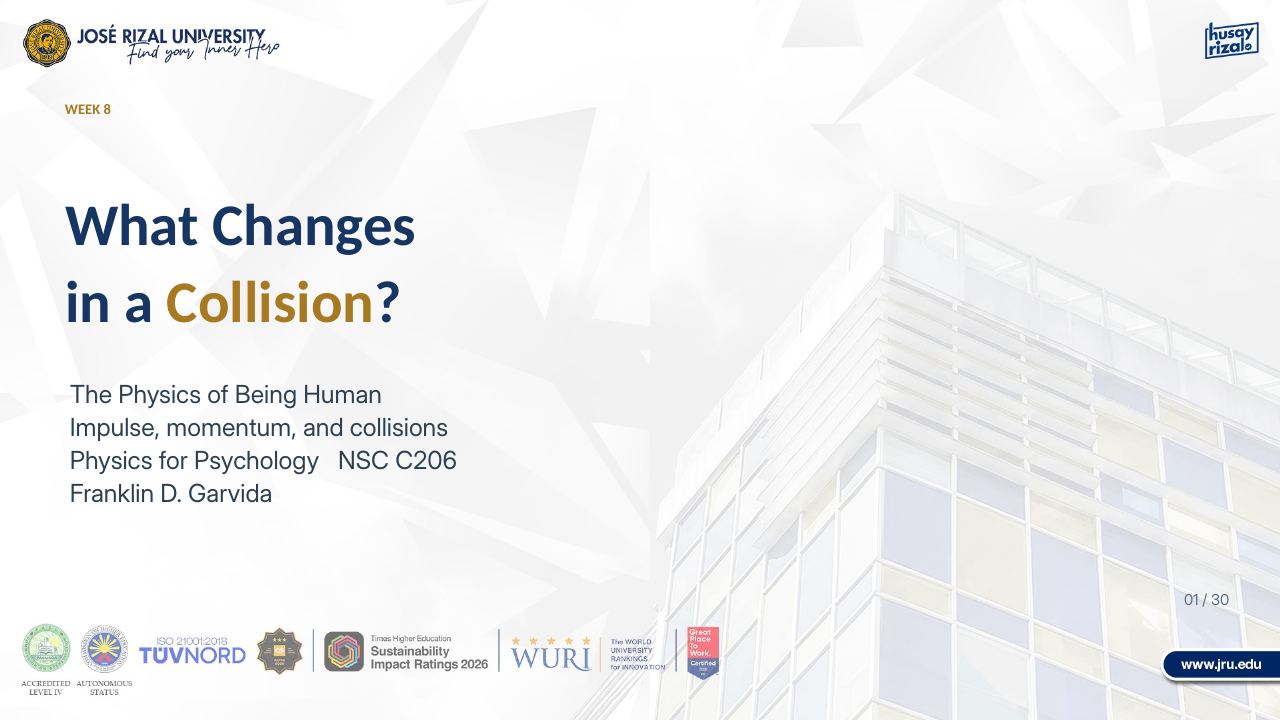 JOSÉ RIZAL UNIVERSITY
Find your Inner Hero
husay
rizal
WEEK 8
What Changes
in a Collision?
The Physics of Being Human
Impulse, momentum, and collisions
Physics for Psychology NSC C206
Franklin D. Garvida
01 / 30
ISO 21001:2018
TÜVNORD
Times Higher Education
Sustainability
Impact Ratings 2026
WURI
The WORLD
UNIVERSITY
RANKINGS
for INNOVATION
Great
Place
To
Work.
Certified
ACCREDITED
LEVEL IV
AUTONOMOUS
STATUS
www.jru.edu